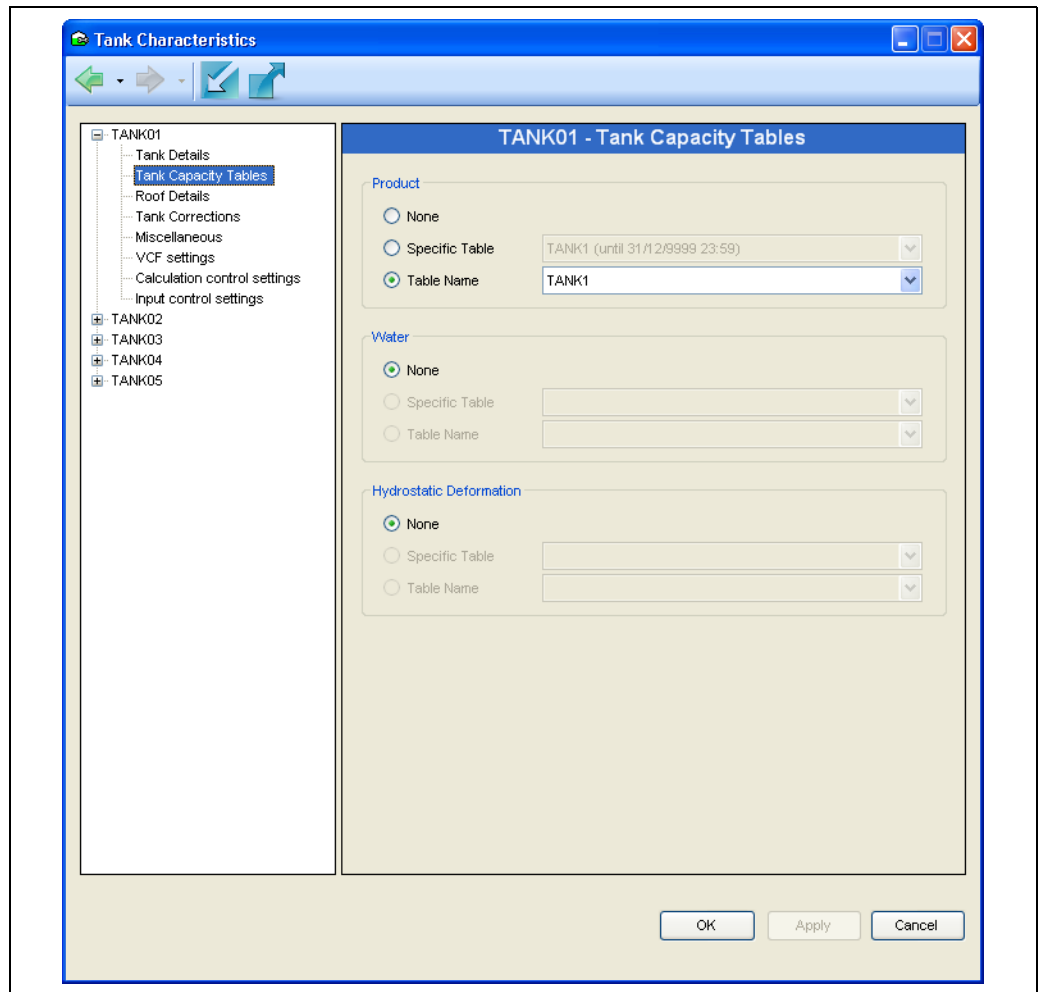 Tank Characteristics
TANK01
Tank Details
Tank Capacity Tables
Roof Details
Tank Corrections
Miscellaneous
VCF settings
Calculation control settings
Input control settings
TANK02
TANK03
TANK04
TANK05
TANK01 - Tank Capacity Tables
Product
None
Specific Table TANK1 (until 31/12/9999 23:59)
Table Name TANK1
Water
None
Specific Table
Table Name
Hydrostatic Deformation
None
Specific Table
Table Name
OK Apply Cancel